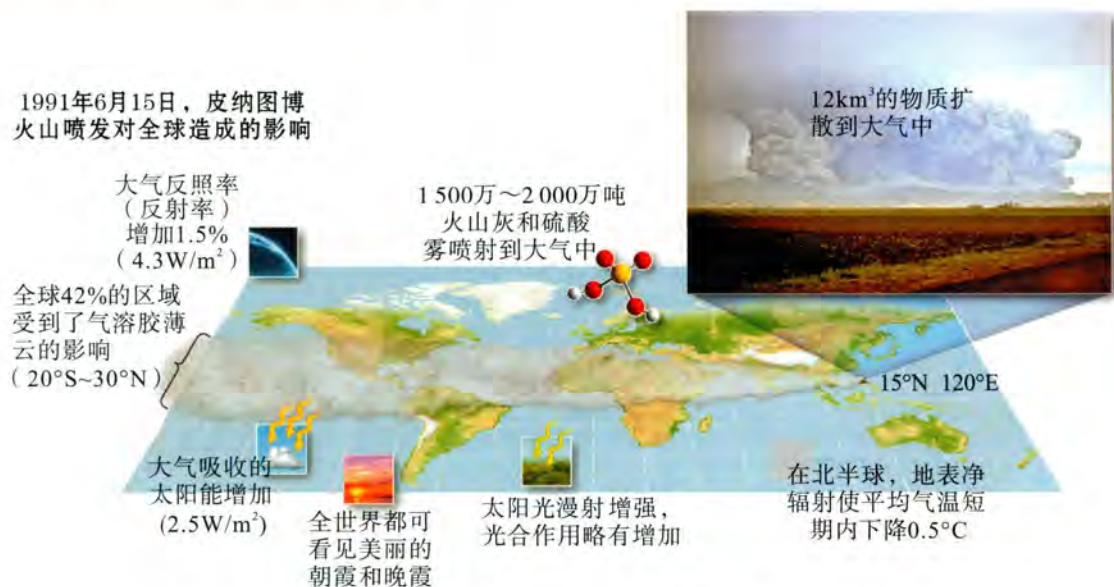 1991年6月15日，皮纳图博
火山喷发对全球造成的影响
12km³的物质扩
散到大气中
大气反照率
（反射率）
增加1.5%
（4.3W/m²）
1 500万～2 000万吨
火山灰和硫酸
雾喷射到大气中
全球42%的区域
受到了气溶胶薄
云的影响
（20°S~30°N）
15°N 120°E
大气吸收的
太阳能增加
(2.5W/m²)
全世界都可
看见美丽的
朝霞和晚霞
太阳光漫射增强，
光合作用略有增加
在北半球，地表净
辐射使平均气温短
期内下降0.5°C